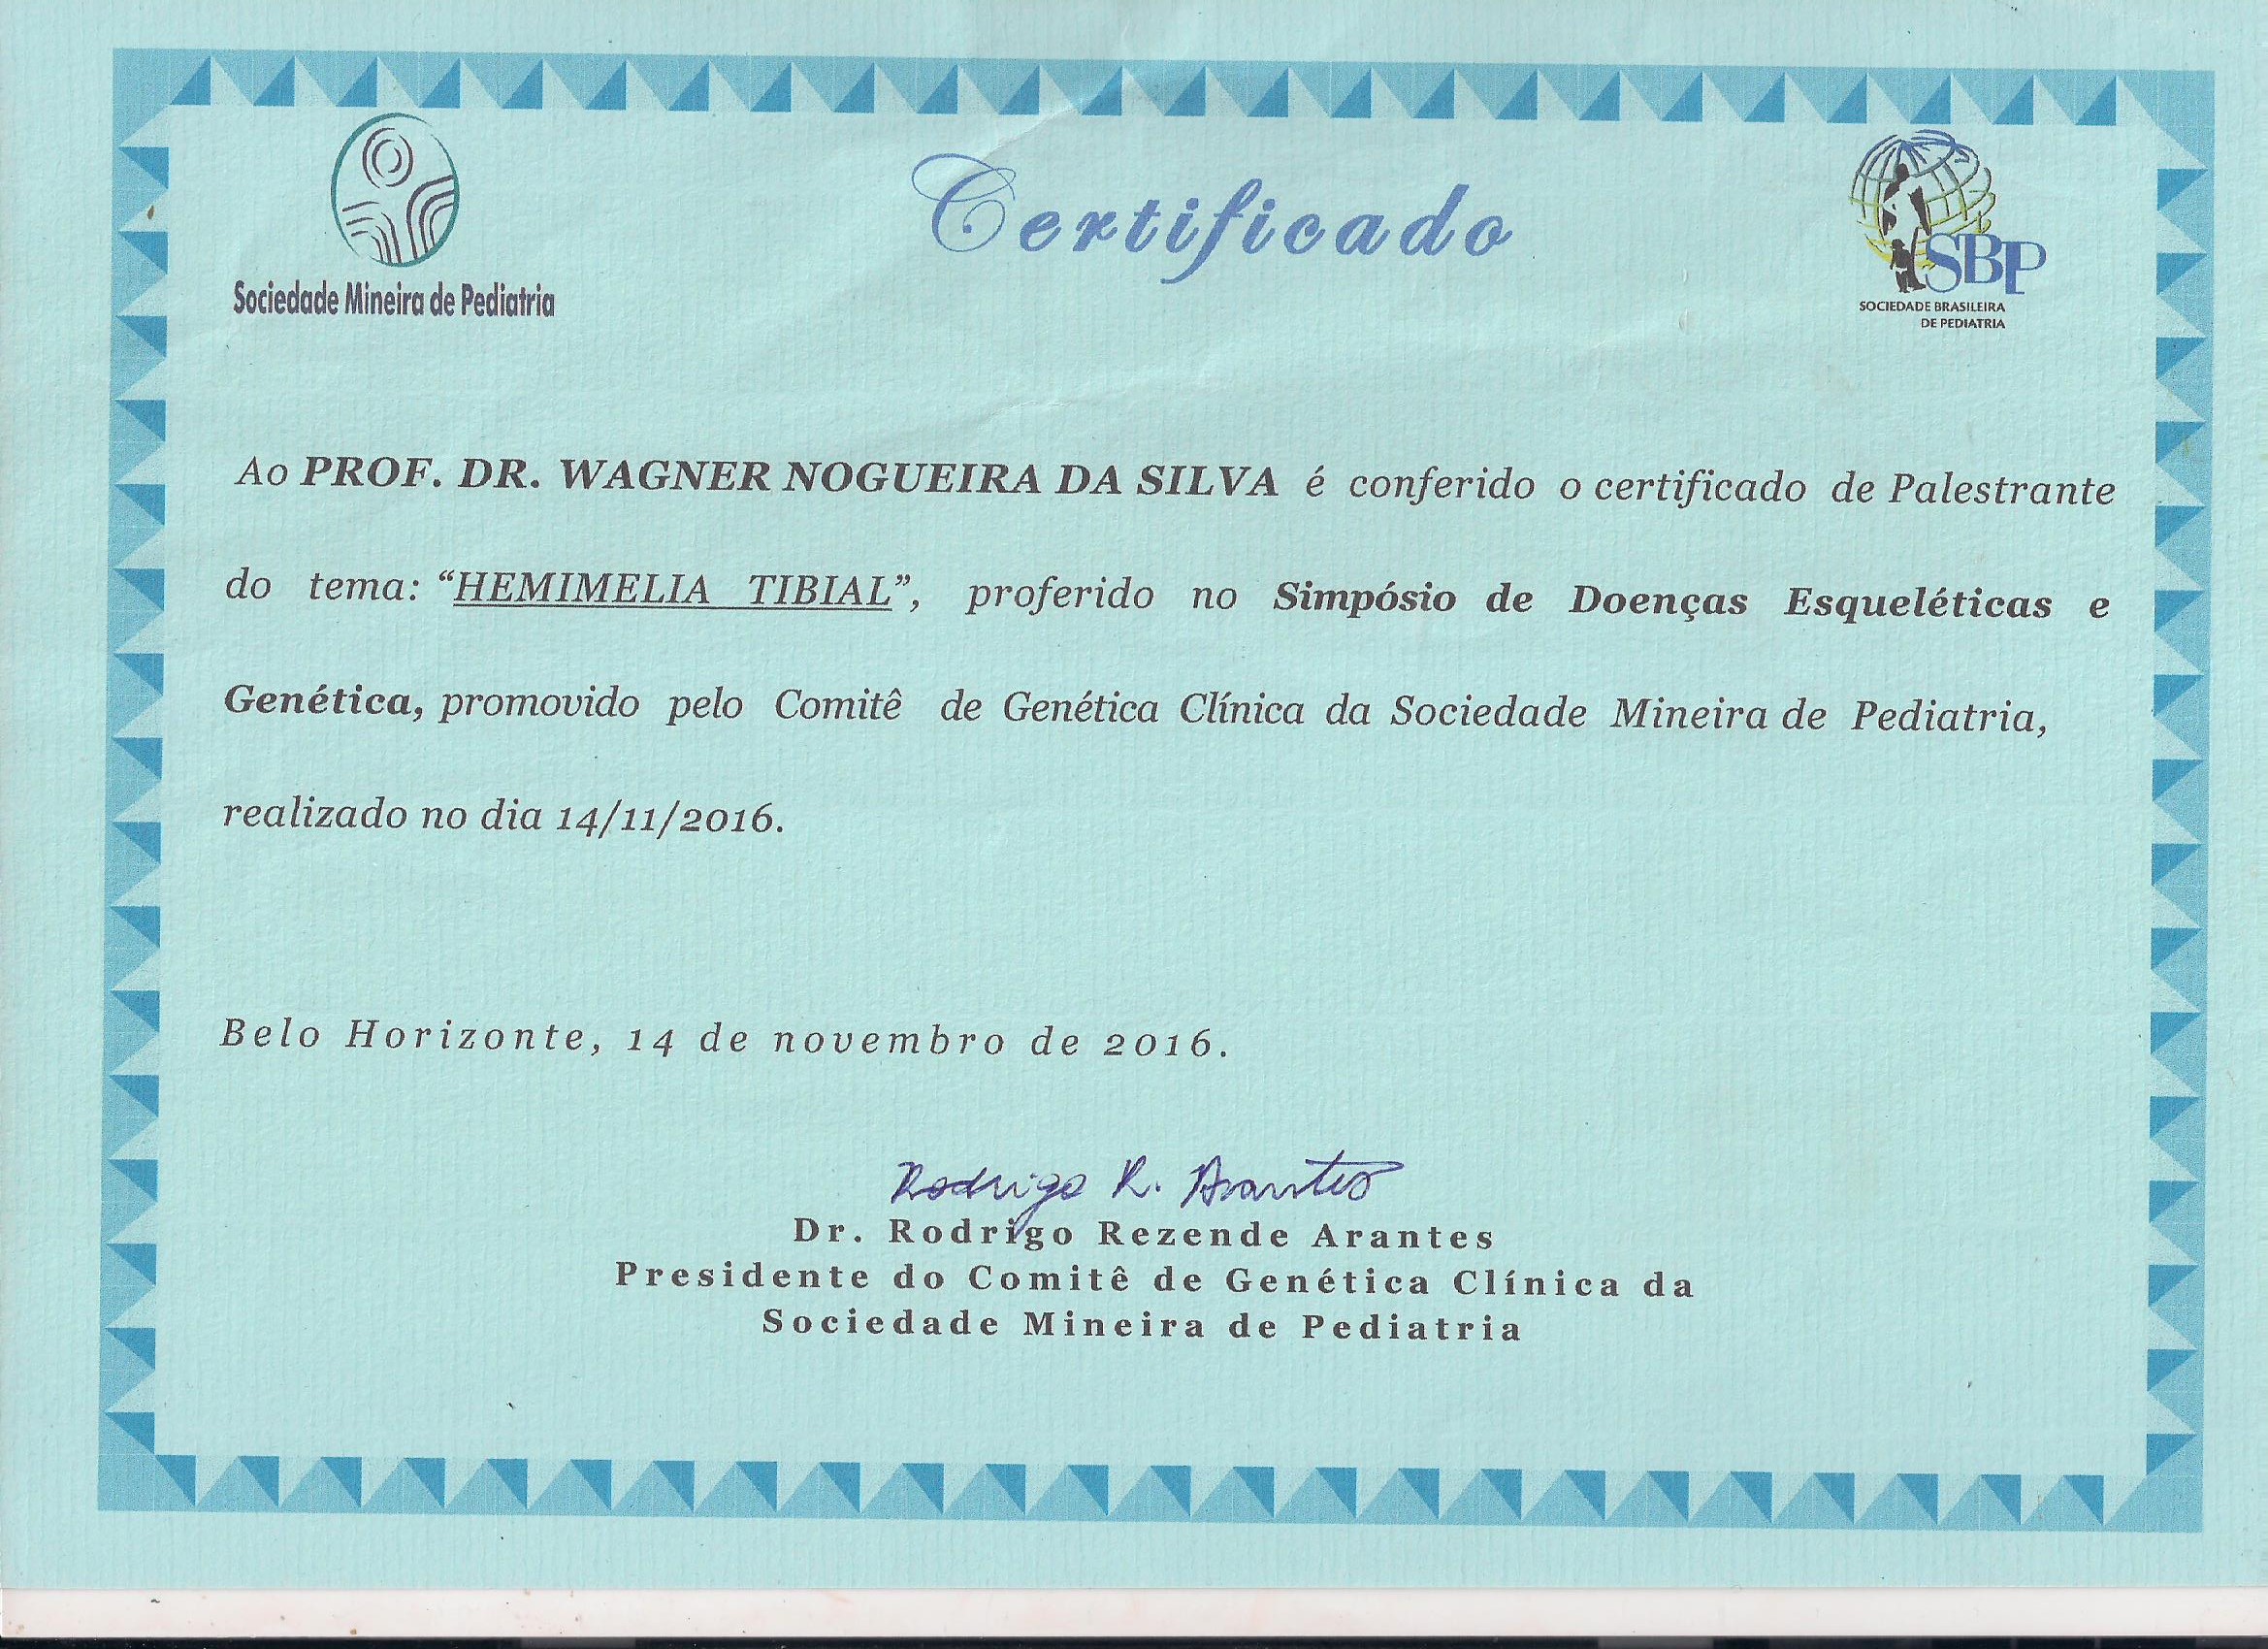 Certificado
Sociedade Mineira de Pediatria
SBP
SOCIEDADE BRASILEIRA
DE PEDIATRIA
Ao PROF. DR. WAGNER NOGUEIRA DA SILVA é conferido o certificado de Palestrante
do tema: “HEMIMELIA TIBIAL”, proferido no Simpósio de Doenças Esqueléticas e
Genética, promovido pelo Comitê de Genética Clínica da Sociedade Mineira de Pediatria,
realizado no dia 14/11/2016.
Belo Horizonte, 14 de novembro de 2016.
Rodrigo R. Arantes
Dr. Rodrigo Rezende Arantes
Presidente do Comitê de Genética Clínica da
Sociedade Mineira de Pediatria